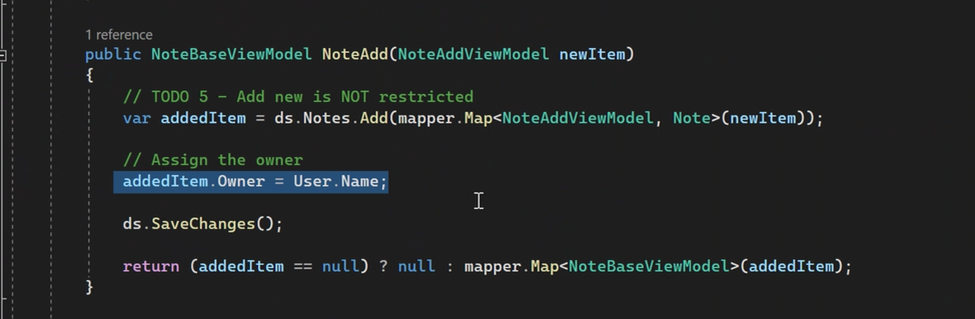 1 reference
public NoteBaseViewModel NoteAdd(NoteAddViewModel newItem)
{
// TODO 5 - Add new is NOT restricted
var addedItem = ds.Notes.Add(mapper.Map<NoteAddViewModel, Note>(newItem));
// Assign the owner
addedItem.Owner = User.Name;
ds.SaveChanges();
return (addedItem == null) ? null : mapper.Map<NoteBaseViewModel>(addedItem);
}